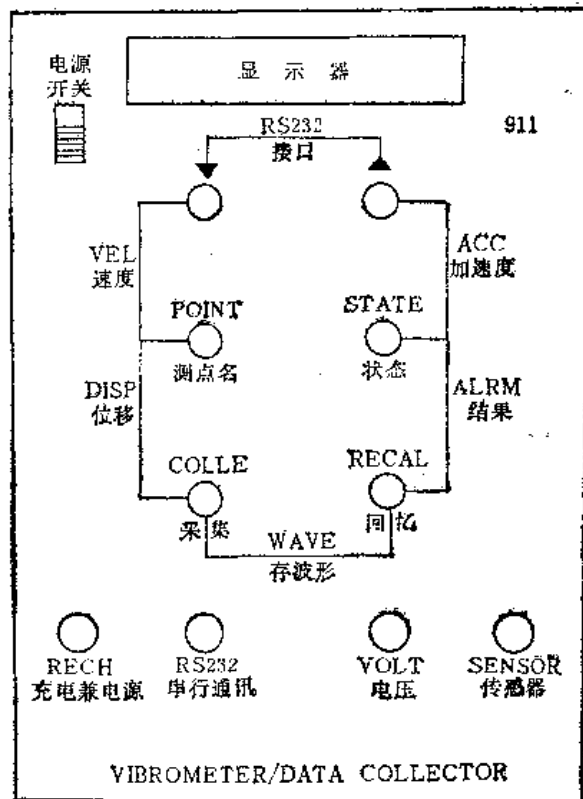 电源
开关
显示器
911
RS232
接口
VEL
速度
ACC
加速度
POINT
测点名
STATE
状态
DISP
位移
ALRM
结果
COLLE
采集
RECAL
回忆
WAVE
存波形
RECH
充电兼电源
RS232
串行通讯
VOLT
电压
SENSOR
传感器
VIBROMETER/DATA COLLECTOR